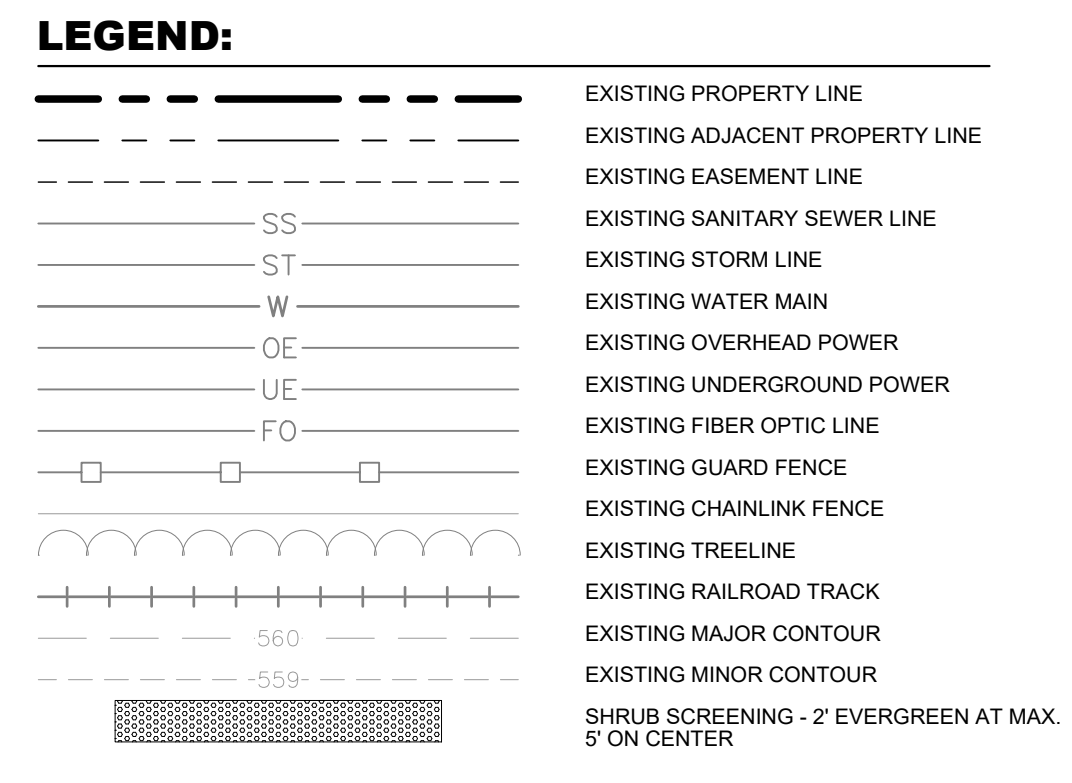 LEGEND:
EXISTING PROPERTY LINE
EXISTING ADJACENT PROPERTY LINE
EXISTING EASEMENT LINE
SS EXISTING SANITARY SEWER LINE
ST EXISTING STORM LINE
W EXISTING WATER MAIN
OE EXISTING OVERHEAD POWER
UE EXISTING UNDERGROUND POWER
FO EXISTING FIBER OPTIC LINE
EXISTING GUARD FENCE
EXISTING CHAINLINK FENCE
EXISTING TREELINE
EXISTING RAILROAD TRACK
560 EXISTING MAJOR CONTOUR
559 EXISTING MINOR CONTOUR
SHRUB SCREENING - 2' EVERGREEN AT MAX.
5' ON CENTER